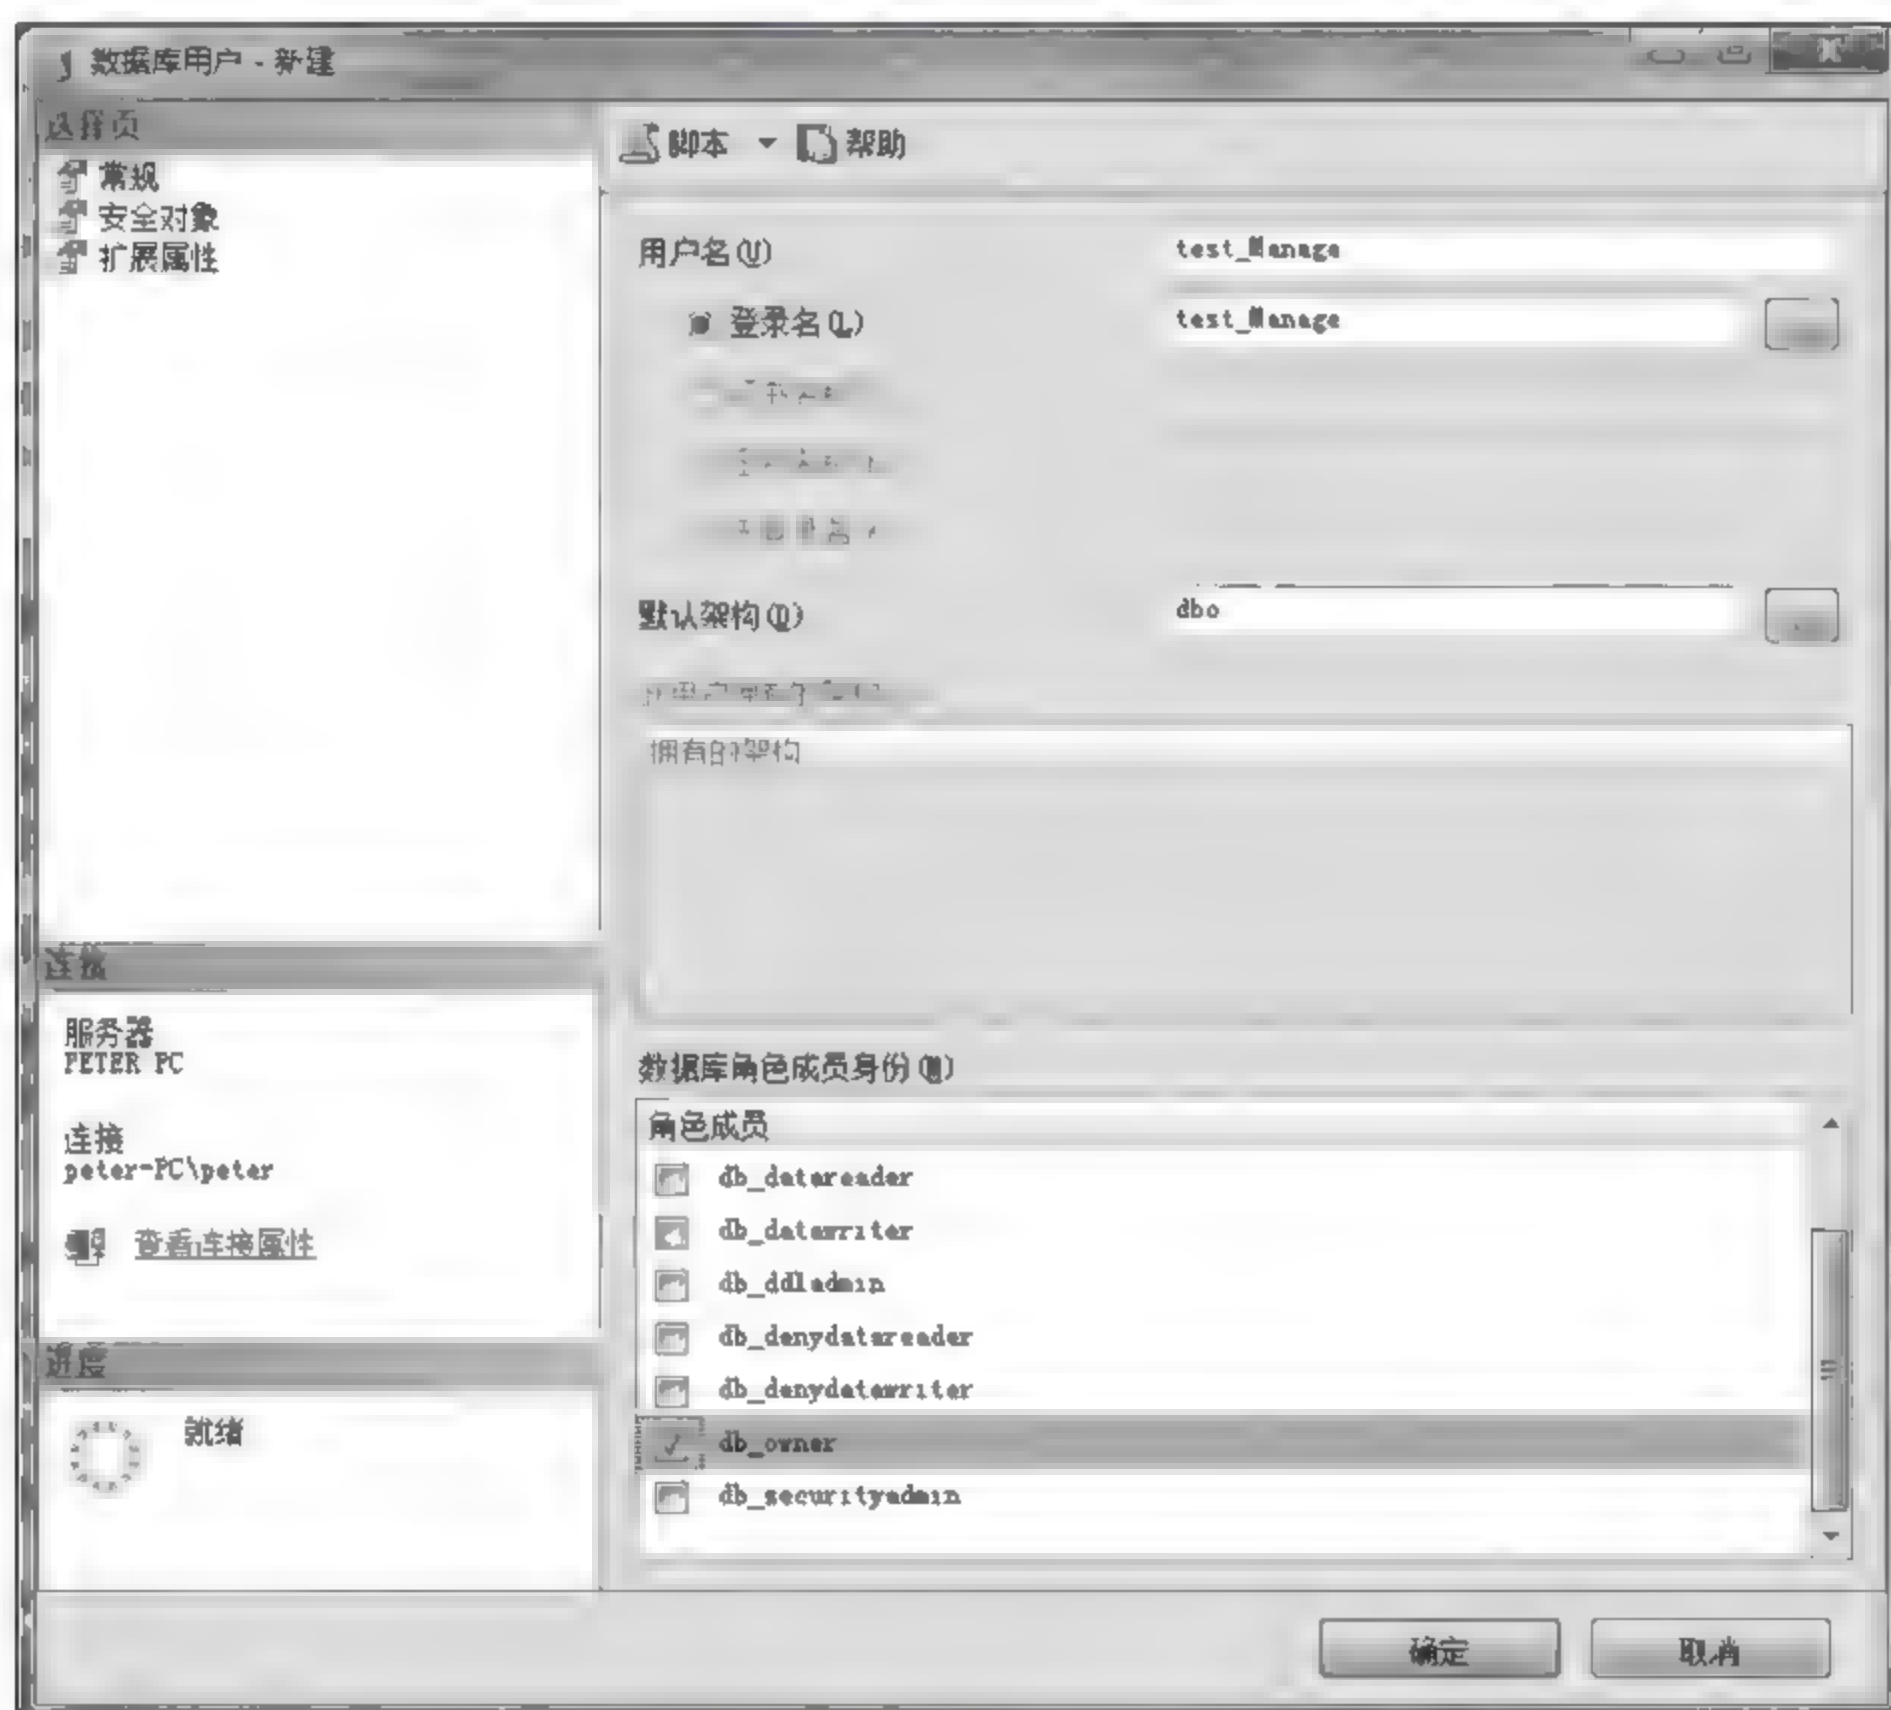 数据库用户 - 新建
选择页
常规
安全对象
扩展属性
脚本
帮助
用户名(U)
test_Manage
登录名(L)
test_Manage
默认架构(D)
dbo
拥有的架构
连接
服务器
PETER PC
连接
peter-PC\peter
查看连接属性
进度
就绪
数据库角色成员身份(M)
角色成员
db_datareader
db_datawriter
db_ddladmin
db_denydatareader
db_denydatawriter
db_owner
db_securityadmin
确定
取消